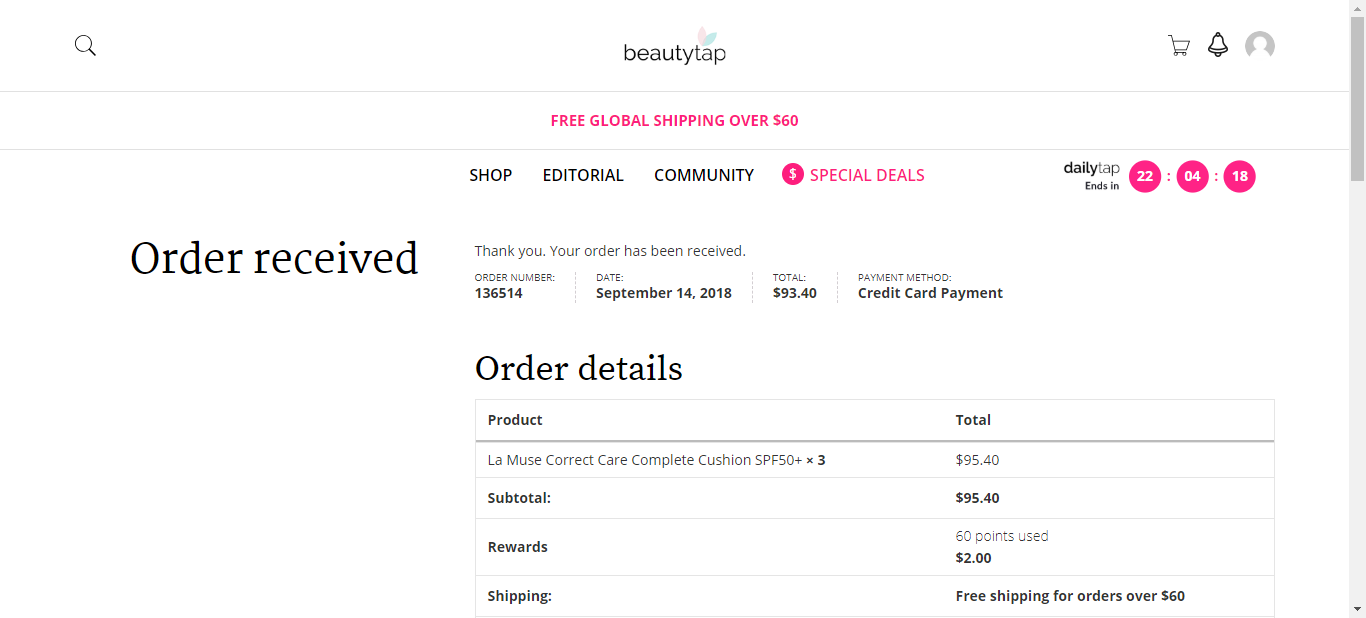 beautytap
FREE GLOBAL SHIPPING OVER $60
SHOP EDITORIAL COMMUNITY $ SPECIAL DEALS
dailytap
Ends in
22 : 04 : 18
Order received
Thank you. Your order has been received.
ORDER NUMBER: DATE: TOTAL: PAYMENT METHOD:
136514 September 14, 2018 $93.40 Credit Card Payment
Order details
Product Total
La Muse Correct Care Complete Cushion SPF50+ × 3 $95.40
Subtotal: $95.40
Rewards 60 points used
$2.00
Shipping: Free shipping for orders over $60